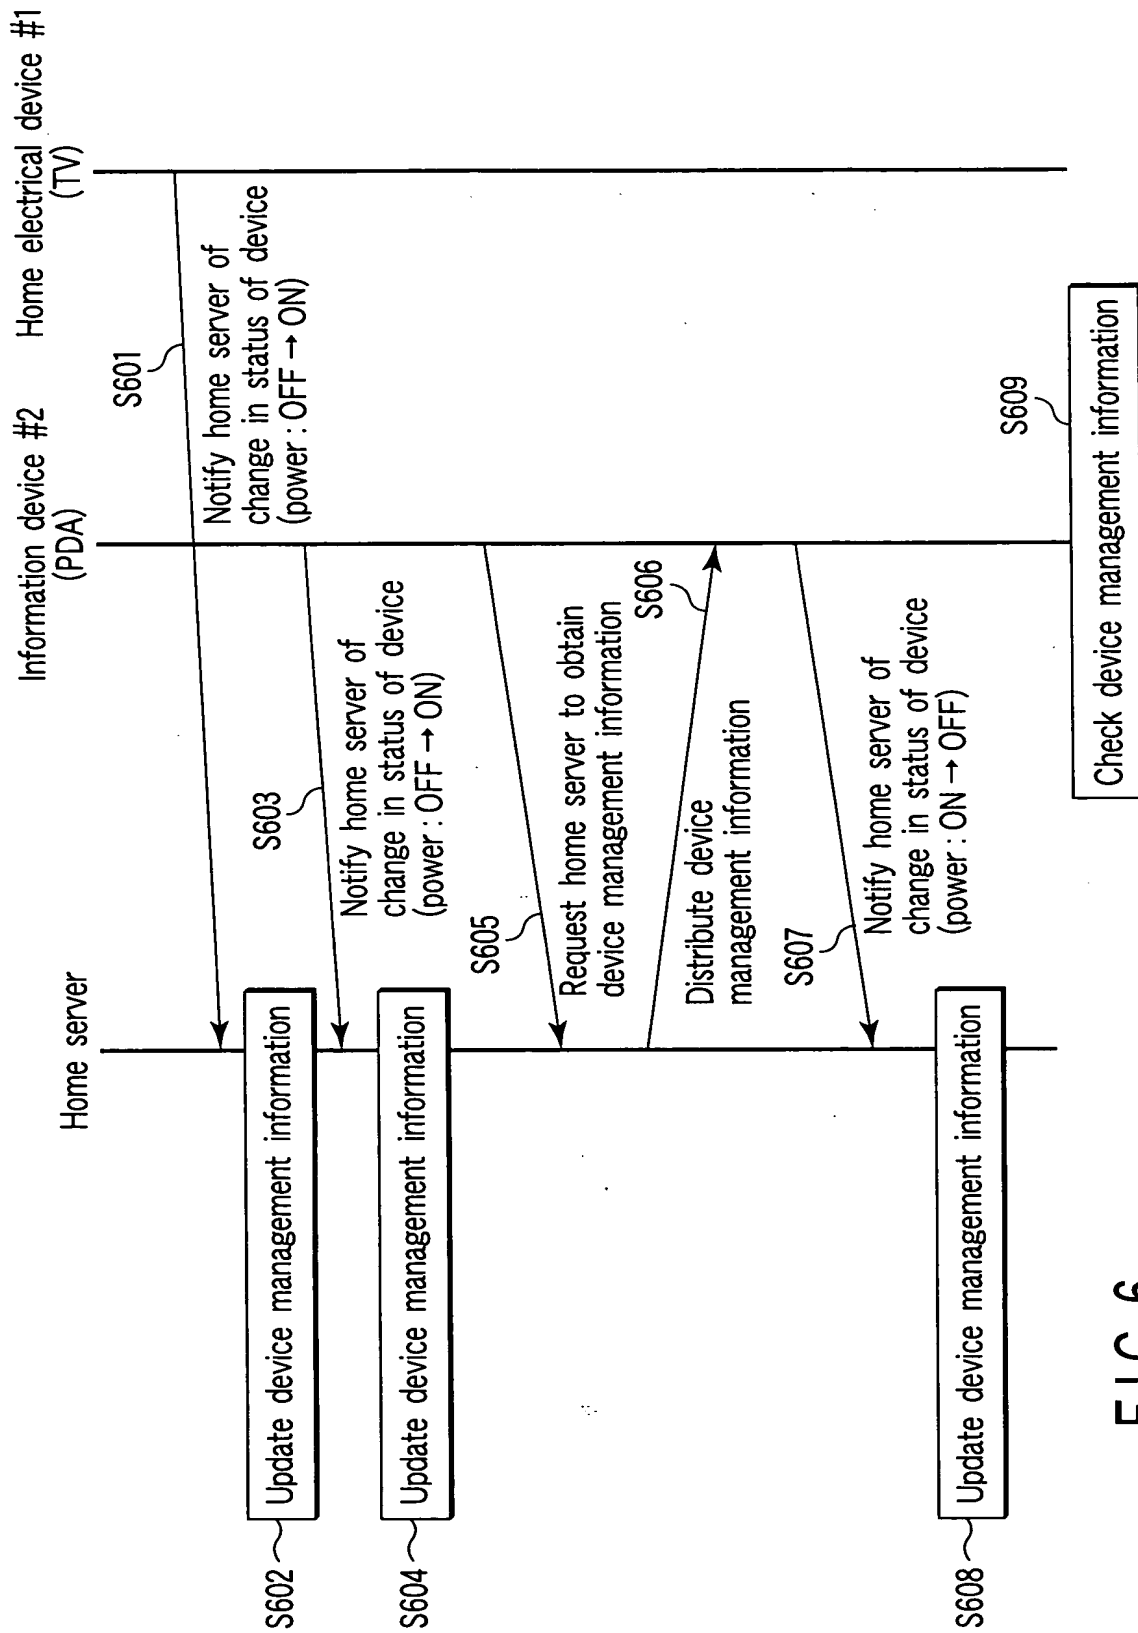 Home server
Information device #2
(PDA)
Home electrical device #1
(TV)
S601
Notify home server of
change in status of device
(power : OFF → ON)
S602
Update device management information
S603
Notify home server of
change in status of device
(power : OFF → ON)
S604
Update device management information
S605
Request home server to obtain
device management information
S606
Distribute device
management information
S607
Notify home server of
change in status of device
(power : ON → OFF)
S608
Update device management information
S609
Check device management information
FIG. 6